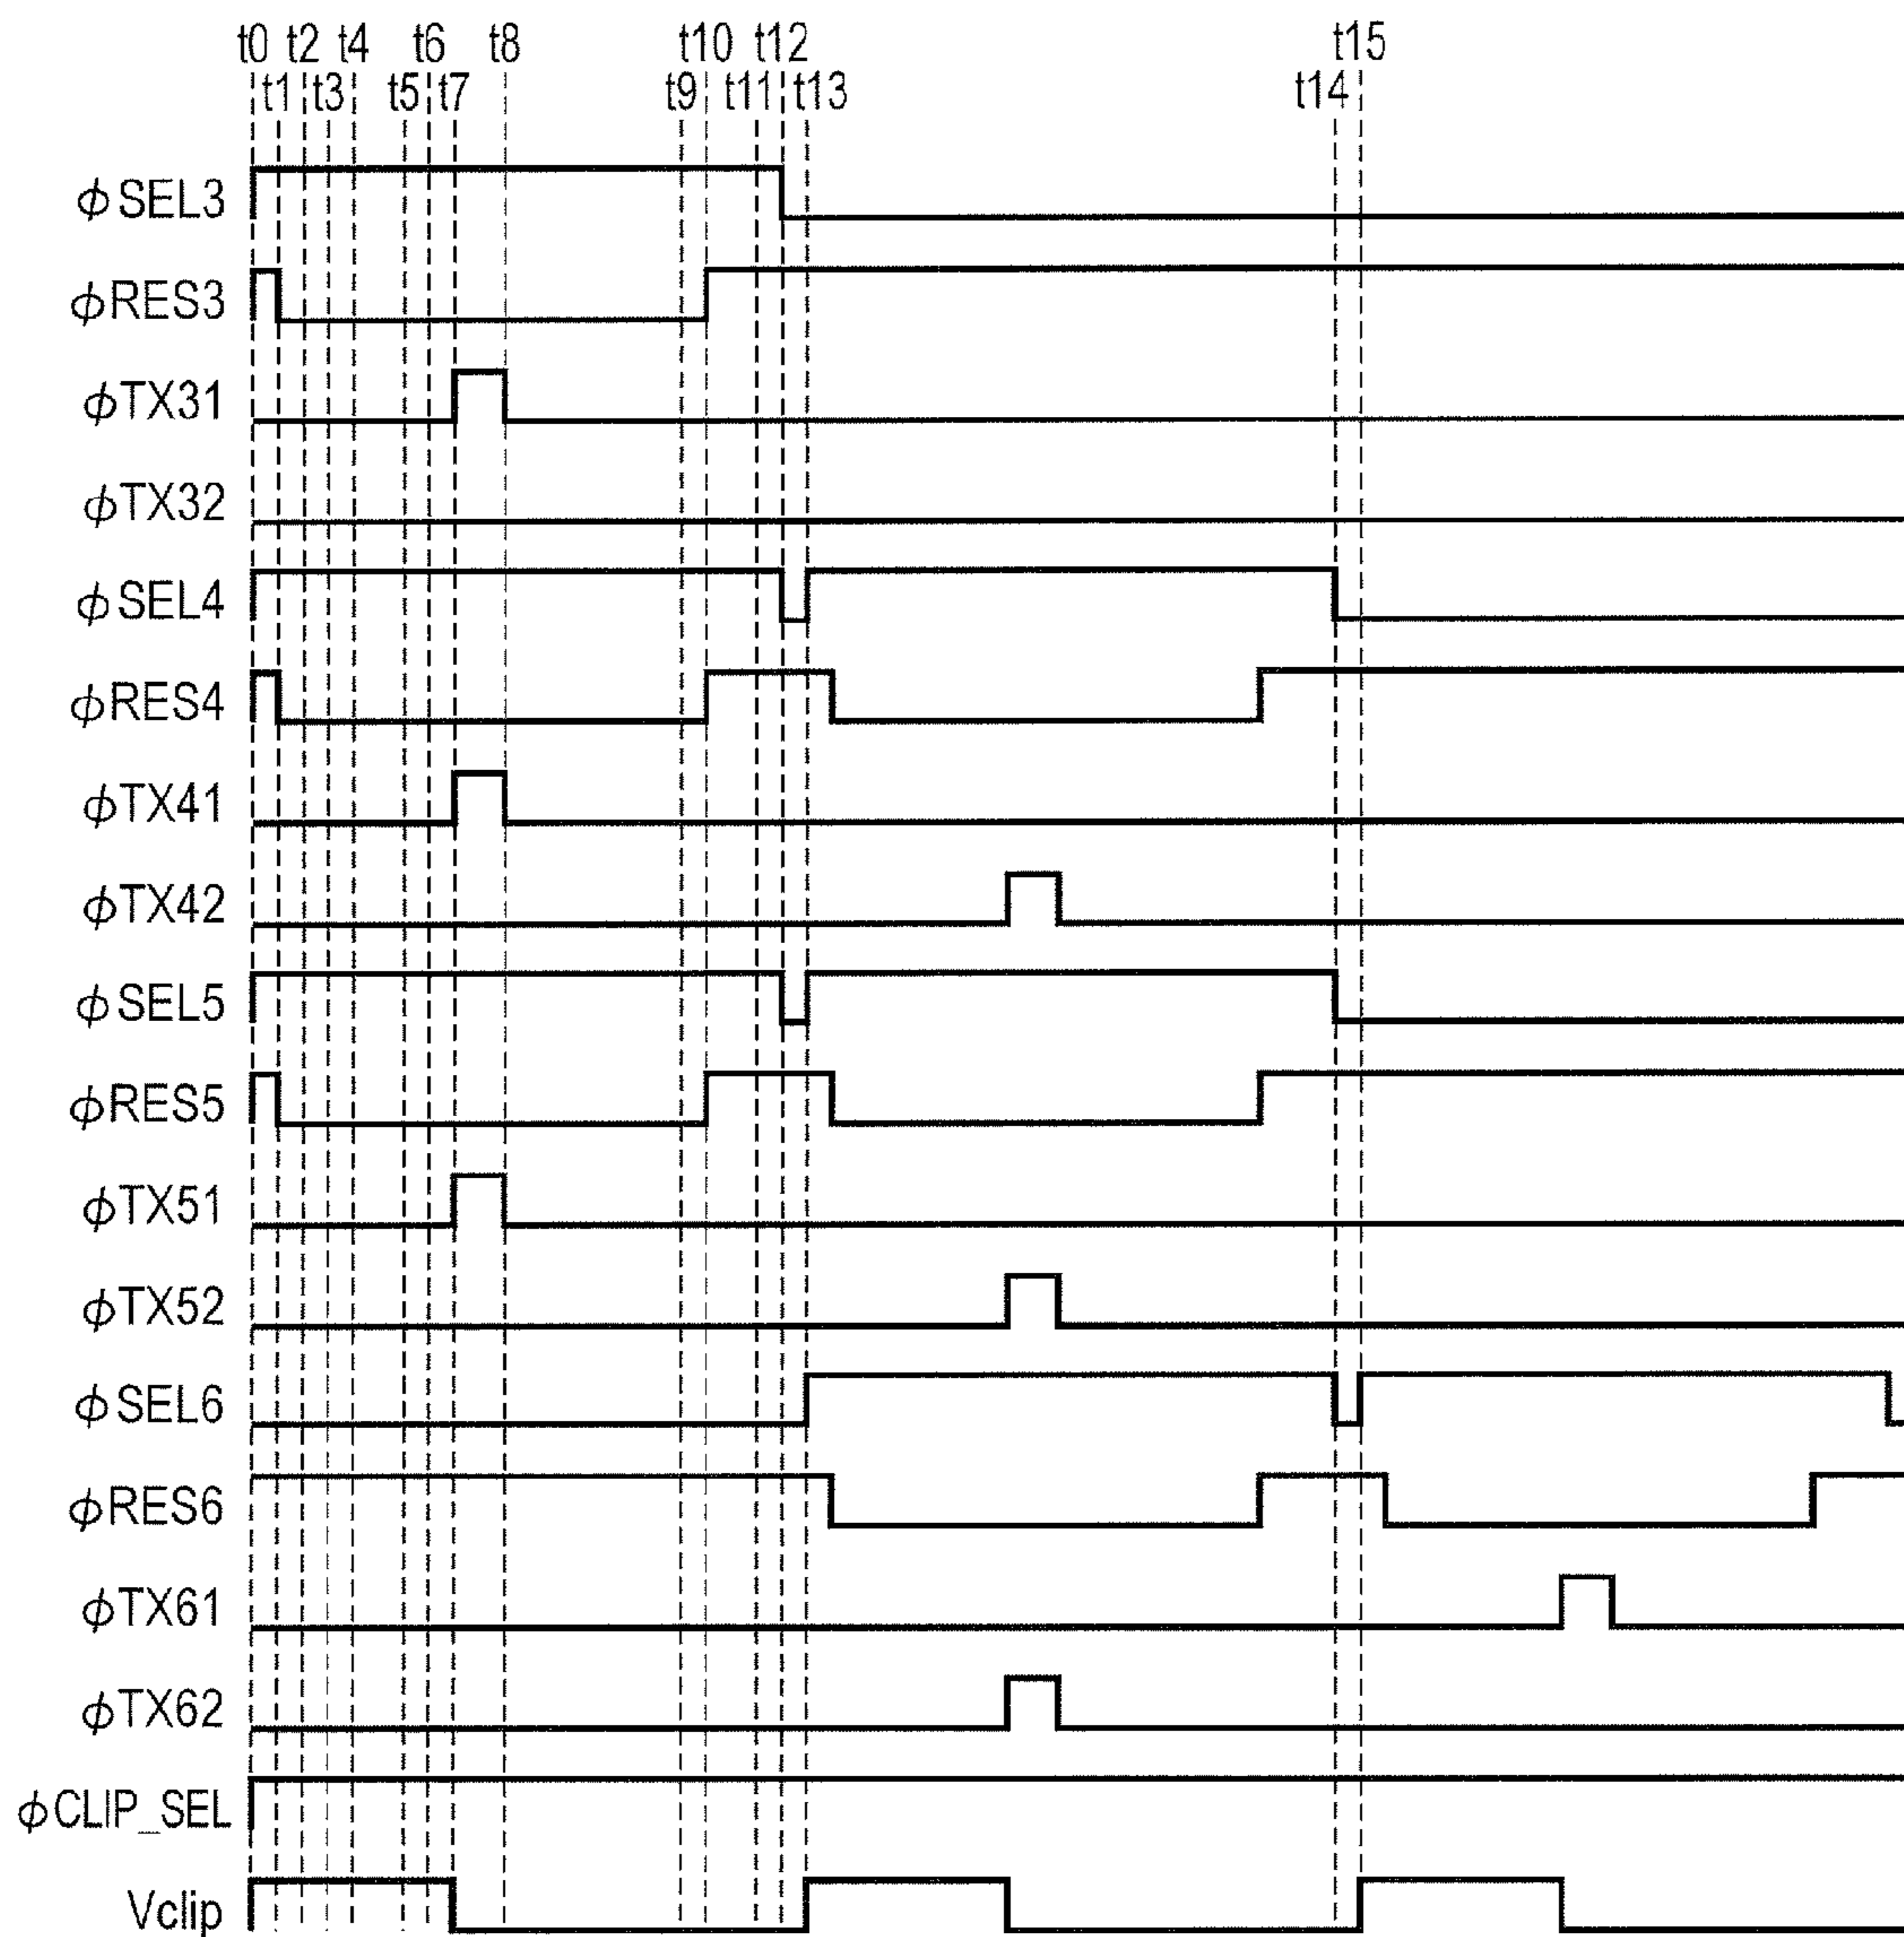 t0 t2 t4 t6 t8 t10 t12 t15
t1 t3 t5 t7 t9 t11 t13 t14
ϕSEL3
ϕRES3
ϕTX31
ϕTX32
ϕSEL4
ϕRES4
ϕTX41
ϕTX42
ϕSEL5
ϕRES5
ϕTX51
ϕTX52
ϕSEL6
ϕRES6
ϕTX61
ϕTX62
ϕCLIP_SEL
Vclip